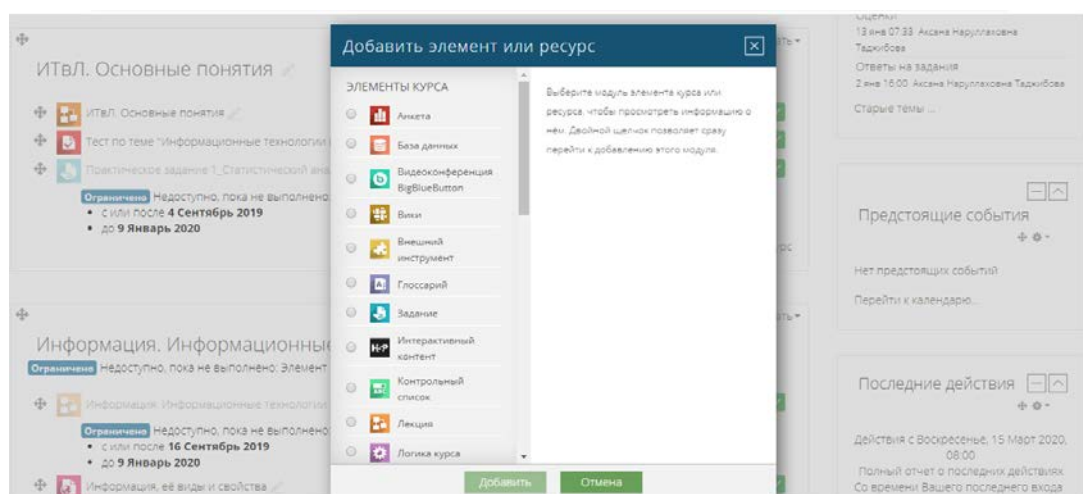 Добавить элемент или ресурс
ЭЛЕМЕНТЫ КУРСА
Анкета
База данных
Видеоконференция
BigBlueButton
Вики
Внешний
инструмент
Глоссарий
Задание
Интерактивный
контент
Контрольный
список
Лекция
Логика курса
Выберите модуль элемента курса или
ресурса, чтобы просмотреть информацию о
нём. Двойной щелчок позволяет сразу
перейти к добавлению этого модуля.
Добавить
Отмена
ИТвЛ. Основные понятия
ИТвЛ. Основные понятия
Тест по теме "Информационные технологии
Практическое задание 1_Статистический
Ограничено Недоступно, пока не выполнено:
с или после 4 Сентябрь 2019
до 9 Январь 2020
Информация. Информационные
Ограничено Недоступно, пока не выполнено: Элемент
Информация. Информационные технологии
Ограничено Недоступно, пока не выполнено:
с или после 16 Сентябрь 2019
до 9 Январь 2020
Информация, её виды и свойства
Оценки
13 янв 07:33 Аксана Наруллаховна
Таджибова
Ответы на задания
2 янв 16:00 Аксана Наруллаховна Таджибова
Старые темы ...
Предстоящие события
Нет предстоящих событий
Перейти к календарю...
Последние действия
Действия с Воскресенье, 15 Март 2020,
08:00
Полный отчет о последних действиях
Со времени Вашего последнего входа